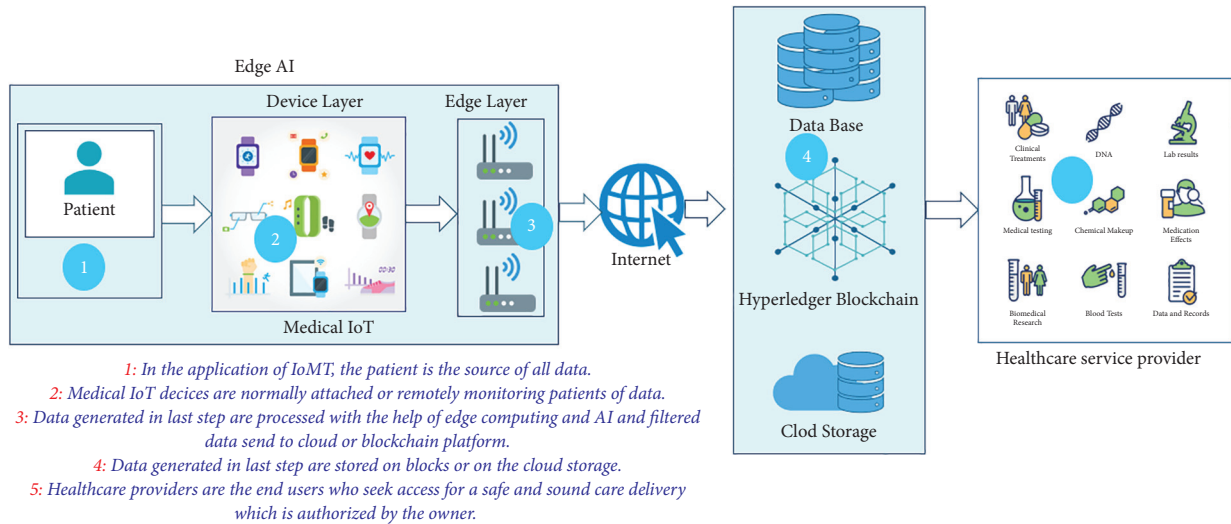 Edge AI
Device Layer
Edge Layer
Patient
1
2
00:30
3
Medical IoT
Internet
Data Base
4
Hyperledger Blockchain
Clod Storage
Clinical
Treatments
DNA
Lab results
Medical testing
Chemical Makeup
Medication
Effects
Biomedical
Research
Blood Tests
Data and Records
Healthcare service provider
1: In the application of IoMT, the patient is the source of all data.
2: Medical IoT decices are normally attached or remotely monitoring patients of data.
3: Data generated in last step are processed with the help of edge computing and AI and filtered
data send to cloud or blockchain platform.
4: Data generated in last step are stored on blocks or on the cloud storage.
5: Healthcare providers are the end users who seek access for a safe and sound care delivery
which is authorized by the owner.